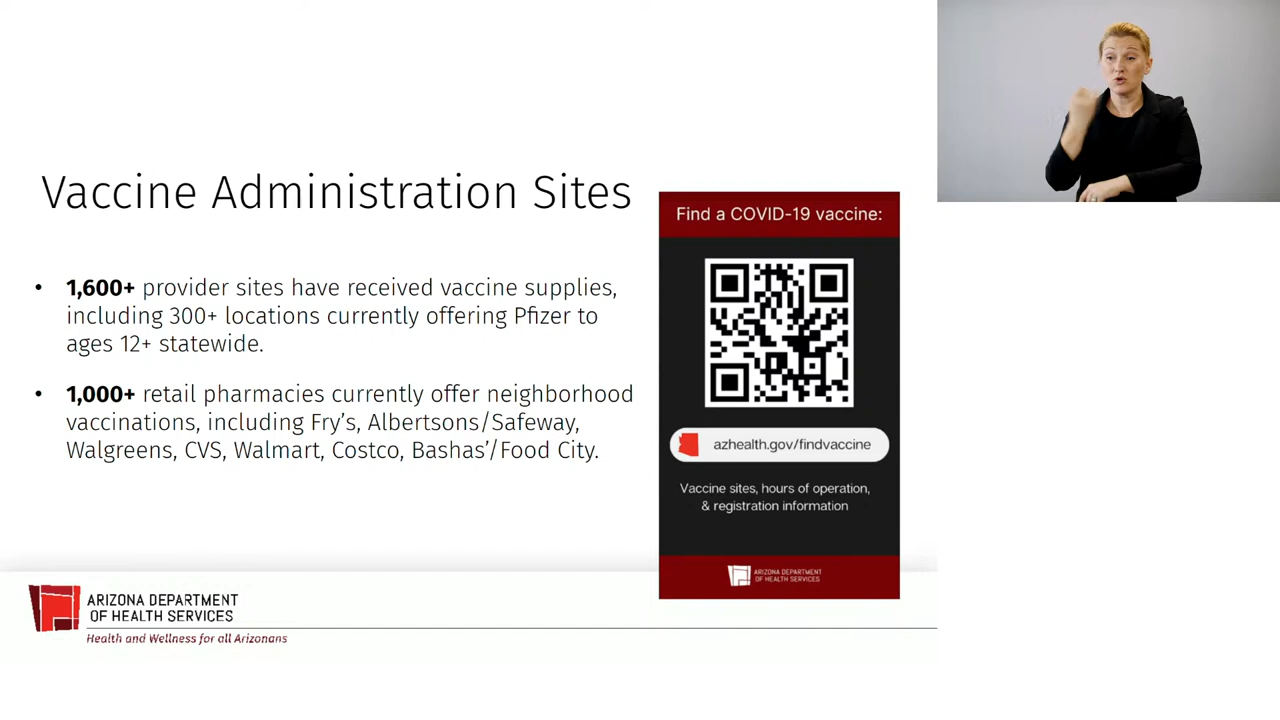 Vaccine Administration Sites
• 1,600+ provider sites have received vaccine supplies,
including 300+ locations currently offering Pfizer to
ages 12+ statewide.
• 1,000+ retail pharmacies currently offer neighborhood
vaccinations, including Fry's, Albertsons/Safeway,
Walgreens, CVS, Walmart, Costco, Bashas'/Food City.
Find a COVID-19 vaccine:
azhealth.gov/findvaccine
Vaccine sites, hours of operation,
& registration information
ARIZONA DEPARTMENT
OF HEALTH SERVICES
ARIZONA DEPARTMENT
OF HEALTH SERVICES
Health and Wellness for all Arizonans